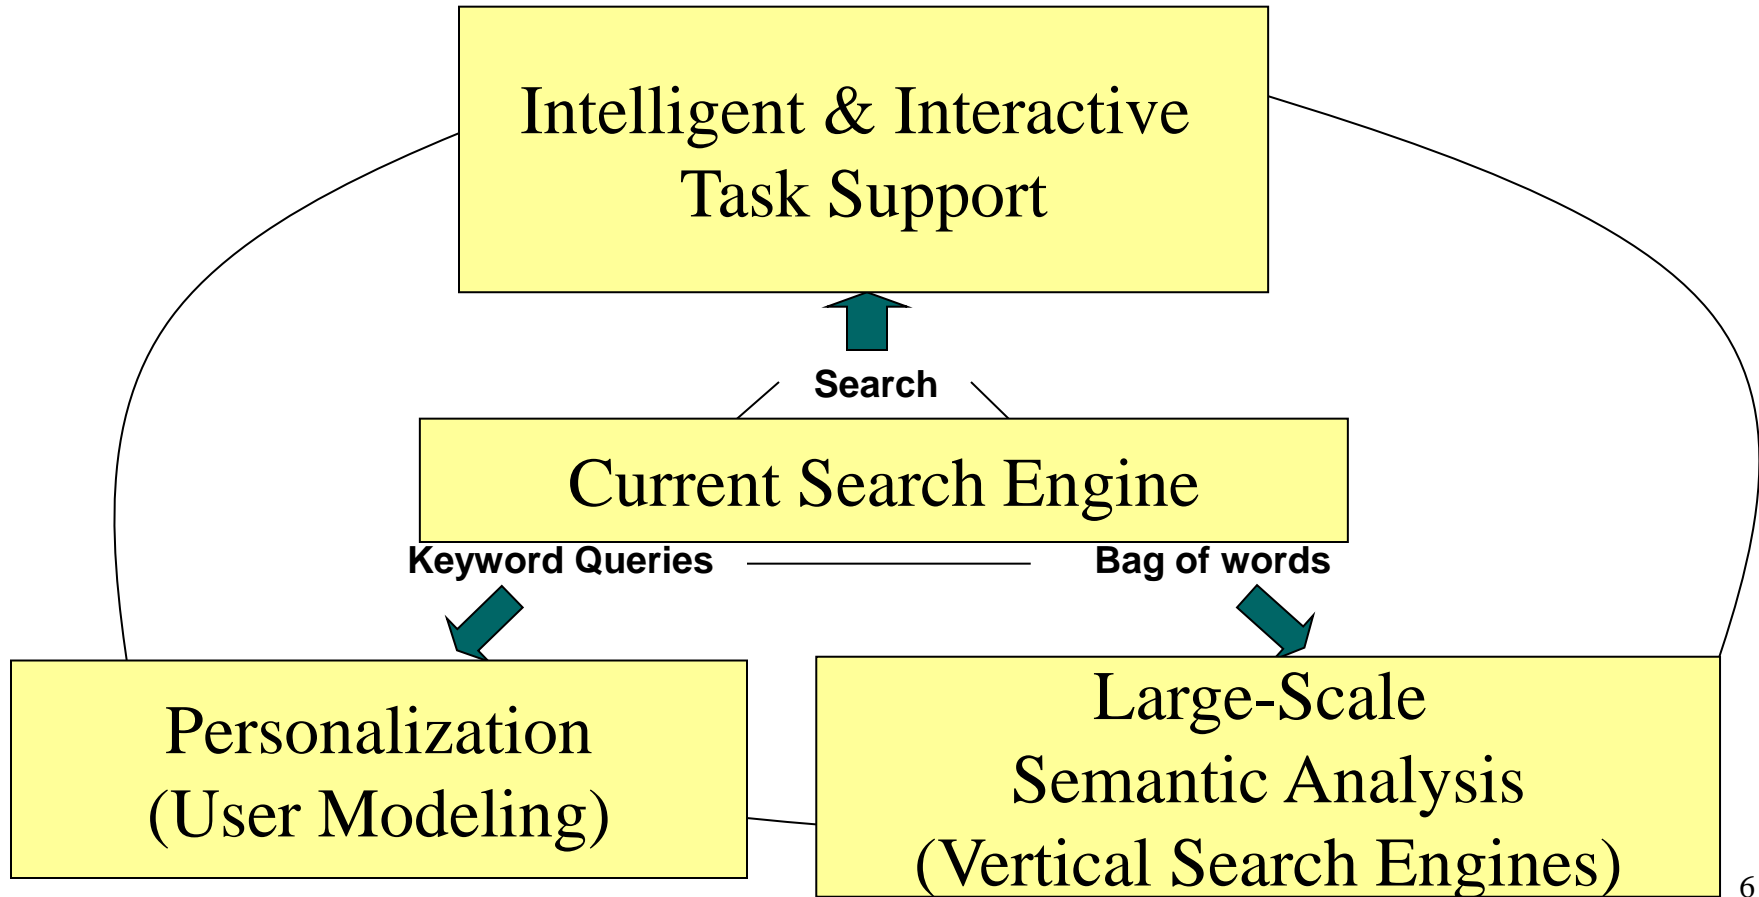 Intelligent & Interactive
Task Support
Search
Current Search Engine
Keyword Queries
Bag of words
Personalization
(User Modeling)
Large-Scale
Semantic Analysis
(Vertical Search Engines)
6